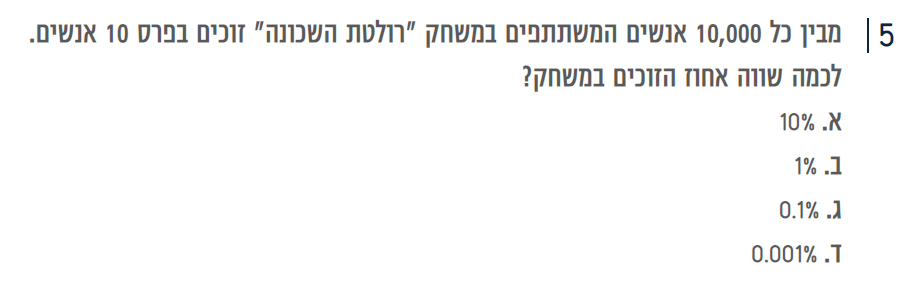 5 | מבין כל 10,000 אנשים המשתתפים במשחק "רולטת השכונה" זוכים בפרס 10 אנשים.
לכמה שווה אחוז הזוכים במשחק?
א. 10%
ב. 1%
ג. 0.1%
ד. 0.001%